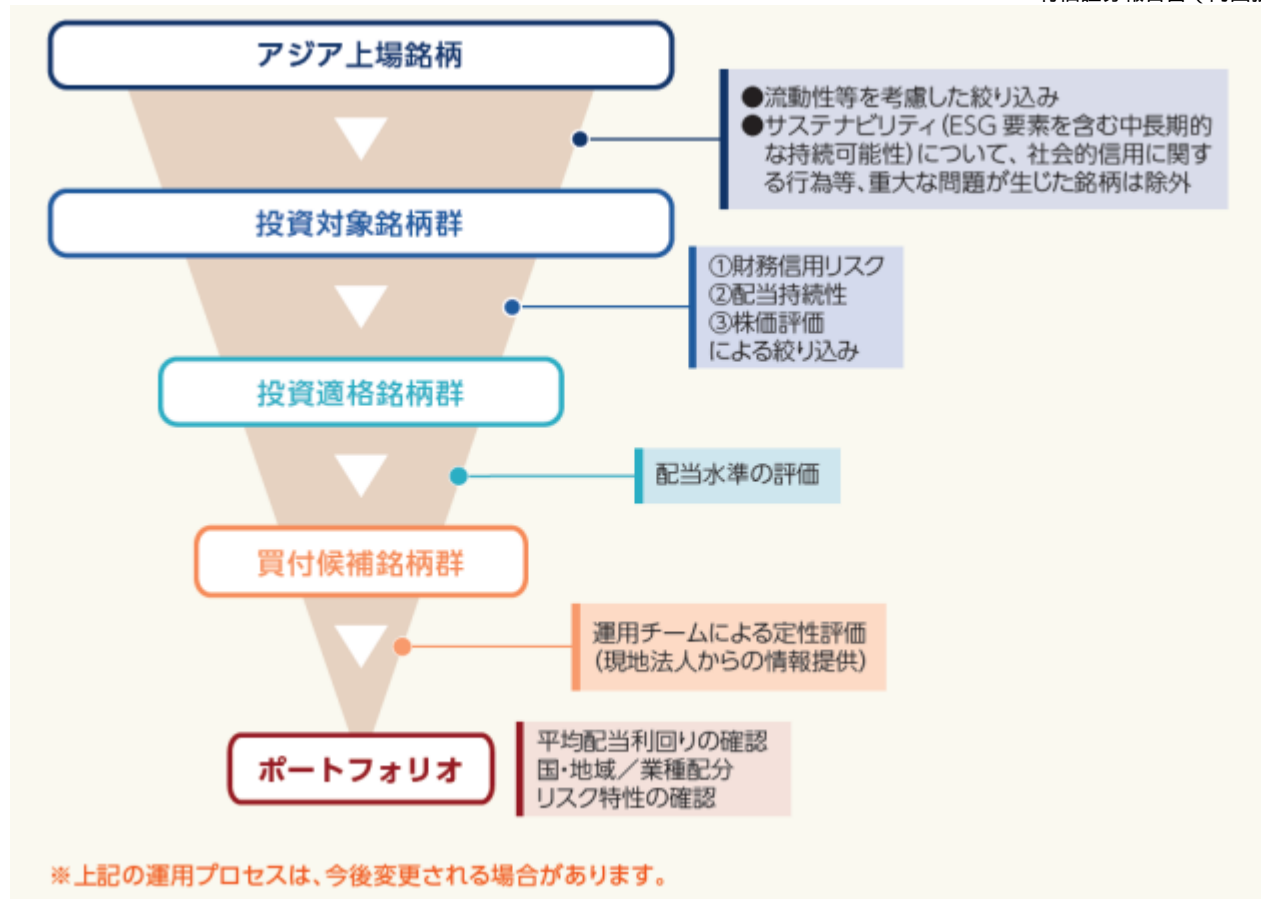 アジア上場銘柄
●流動性等を考慮した絞り込み
●サステナビリティ(ESG 要素を含む中長期的
な持続可能性)について、社会的信用に関す
る行為等、重大な問題が生じた銘柄は除外
投資対象銘柄群
①財務信用リスク
②配当持続性
③株価評価
による絞り込み
投資適格銘柄群
配当水準の評価
買付候補銘柄群
運用チームによる定性評価
(現地法人からの情報提供)
ポートフォリオ
平均配当利回りの確認
国・地域／業種配分
リスク特性の確認
※上記の運用プロセスは、今後変更される場合があります。